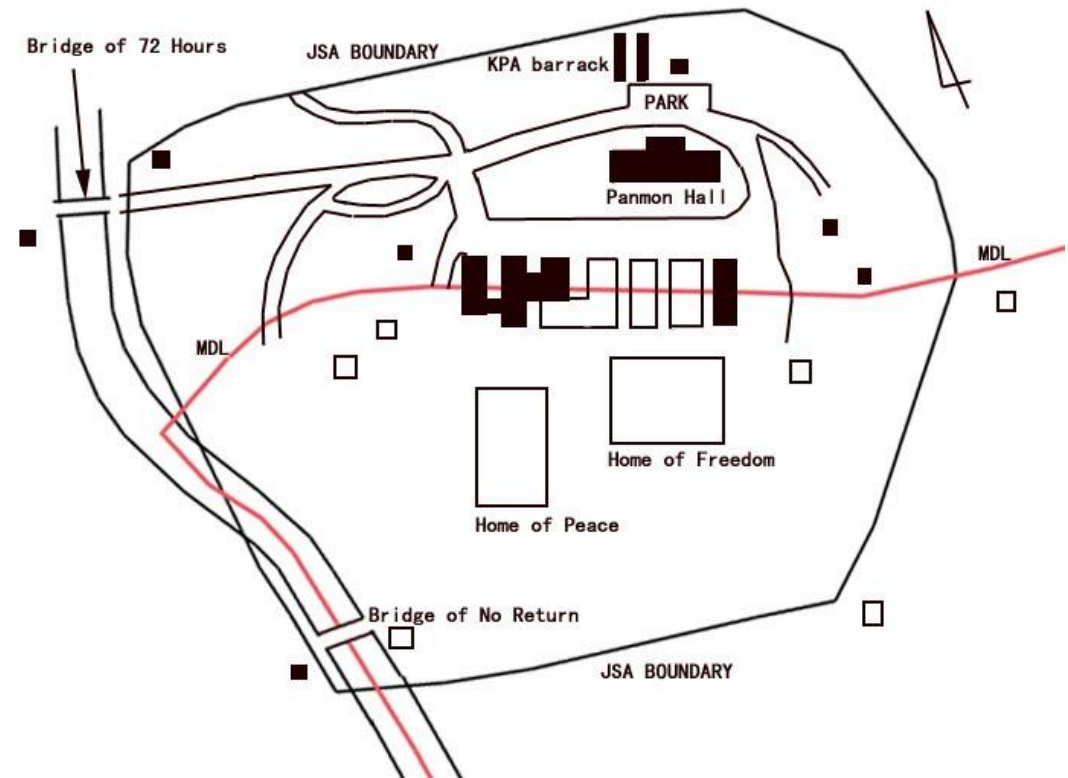 Bridge of 72 Hours
JSA BOUNDARY
KPA barrack
PARK
Panmon Hall
MDL
MDL
Home of Freedom
Home of Peace
Bridge of No Return
JSA BOUNDARY